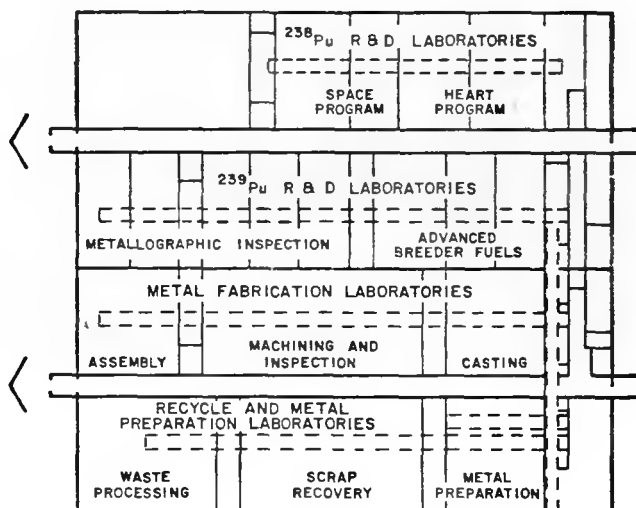 238Pu R & D LABORATORIES
SPACE PROGRAM
HEART PROGRAM
239Pu R & D LABORATORIES
METALLOGRAPHIC INSPECTION
ADVANCED
BREEDER FUELS
METAL FABRICATION LABORATORIES
ASSEMBLY
MACHINING AND
INSPECTION
CASTING
RECYCLE AND METAL
PREPARATION LABORATORIES
WASTE
PROCESSING
SCRAP
RECOVERY
METAL
PREPARATION